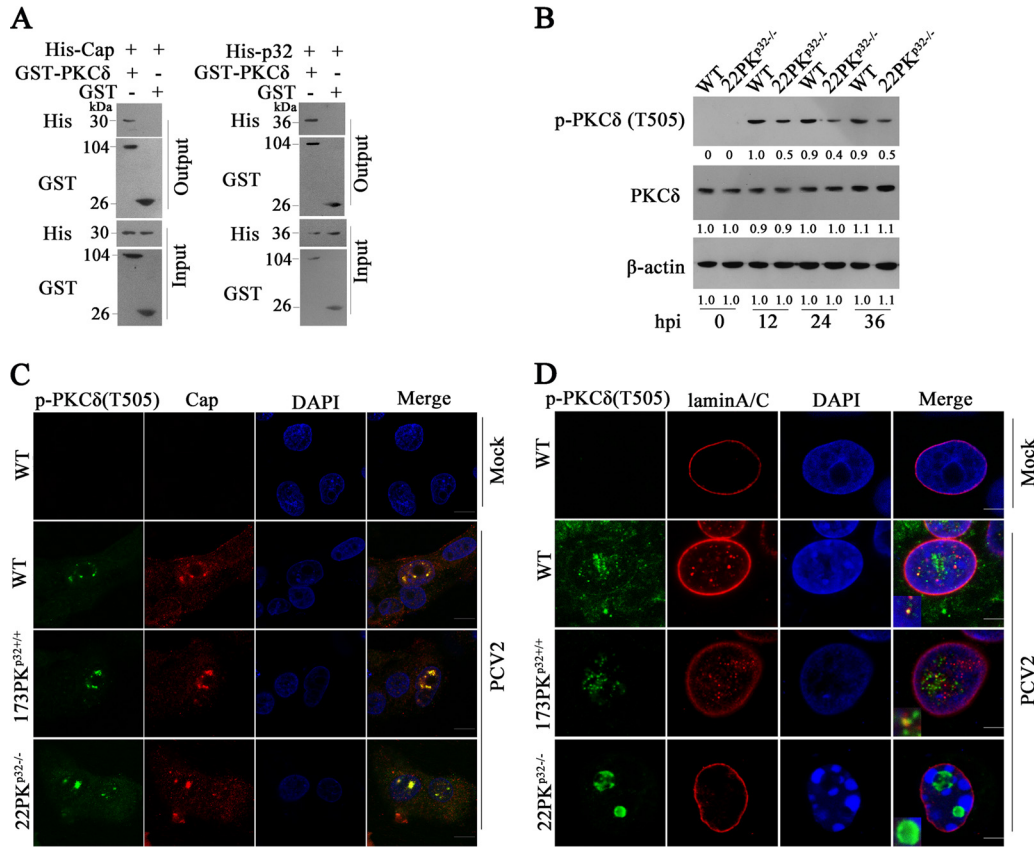 A
His-Cap + +
GST-PKCδ + -
GST - +
kDa
His 30
104
GST
26
Output
His 30
104
GST
26
Input
His-p32 + +
GST-PKCδ + -
GST - +
kDa
His 36
104
GST
26
Output
His 36
104
GST
26
Input
B
WT 22PKp32-/- WT 22PKp32-/- WT 22PKp32-/- WT 22PKp32-/-
p-PKCδ (T505)
0 0 1.0 0.5 0.9 0.4 0.9 0.5
PKCδ
1.0 1.0 0.9 0.9 1.0 1.0 1.1 1.1
β-actin
1.0 1.0 1.0 1.0 1.0 1.0 1.0 1.1
hpi 0 12 24 36
C
p-PKCδ(T505) Cap DAPI Merge
WT
Mock
WT
173PKp32+/+
22PKp32-/-
PCV2
D
p-PKCδ(T505) laminA/C DAPI Merge
WT
Mock
WT
173PKp32+/+
22PKp32-/-
PCV2